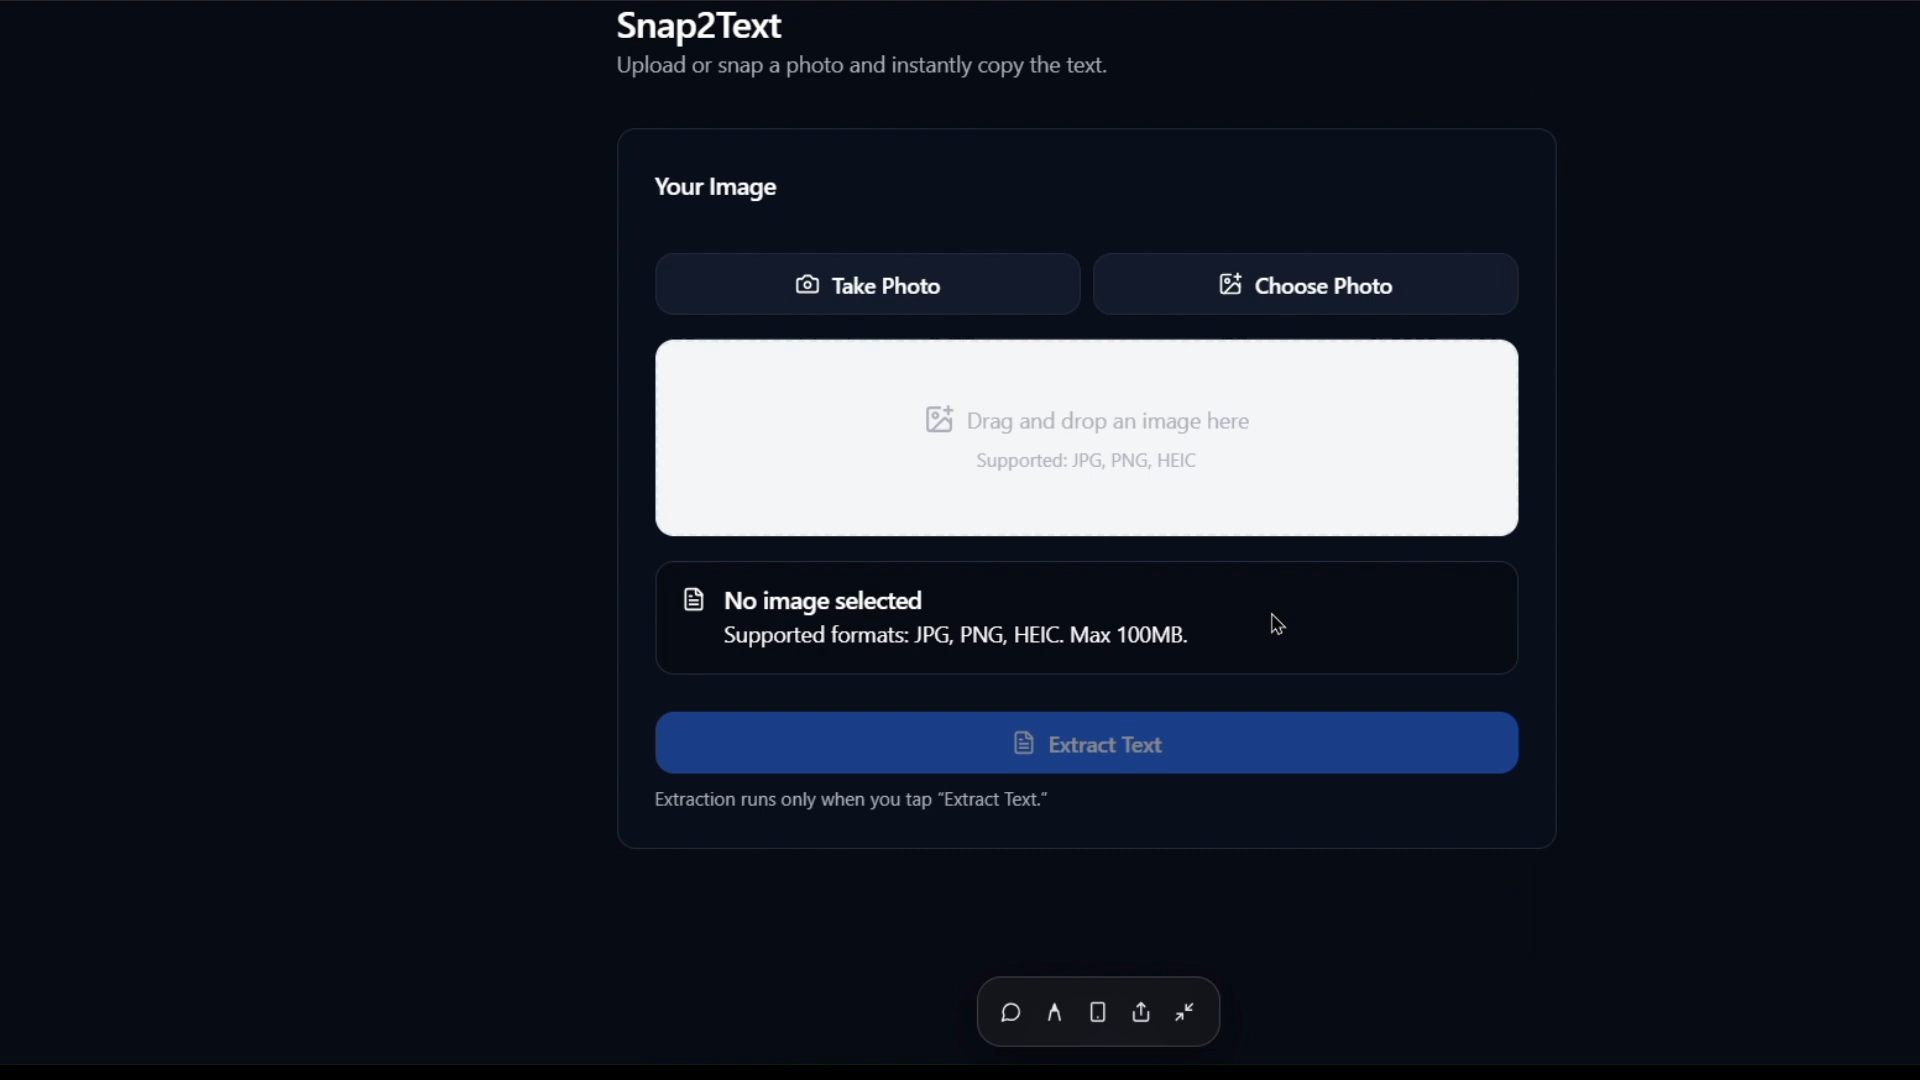 Snap2Text
Upload or snap a photo and instantly copy the text.
Your Image
Take Photo
Choose Photo
Drag and drop an image here
Supported: JPG, PNG, HEIC
No image selected
Supported formats: JPG, PNG, HEIC. Max 100MB.
Extract Text
Extraction runs only when you tap “Extract Text.”